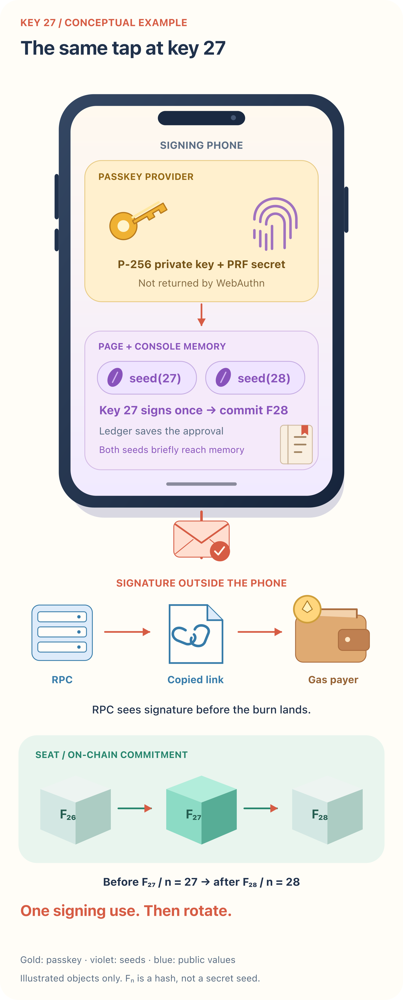 KEY 27 / CONCEPTUAL EXAMPLE
The same tap at key 27
SIGNING PHONE
PASSKEY PROVIDER
P-256 private key + PRF secret
Not returned by WebAuthn
PAGE + CONSOLE MEMORY
seed(27) seed(28)
Key 27 signs once → commit F28
Ledger saves the approval
Both seeds briefly reach memory
SIGNATURE OUTSIDE THE PHONE
RPC Copied link Gas payer
RPC sees signature before the burn lands.
SEAT / ON-CHAIN COMMITMENT
F₂₆ F₂₇ F₂₈
Before F₂₇ / n = 27 → after F₂₈ / n = 28
One signing use. Then rotate.
Gold: passkey · violet: seeds · blue: public values
Illustrated objects only. Fₙ is a hash, not a secret seed.